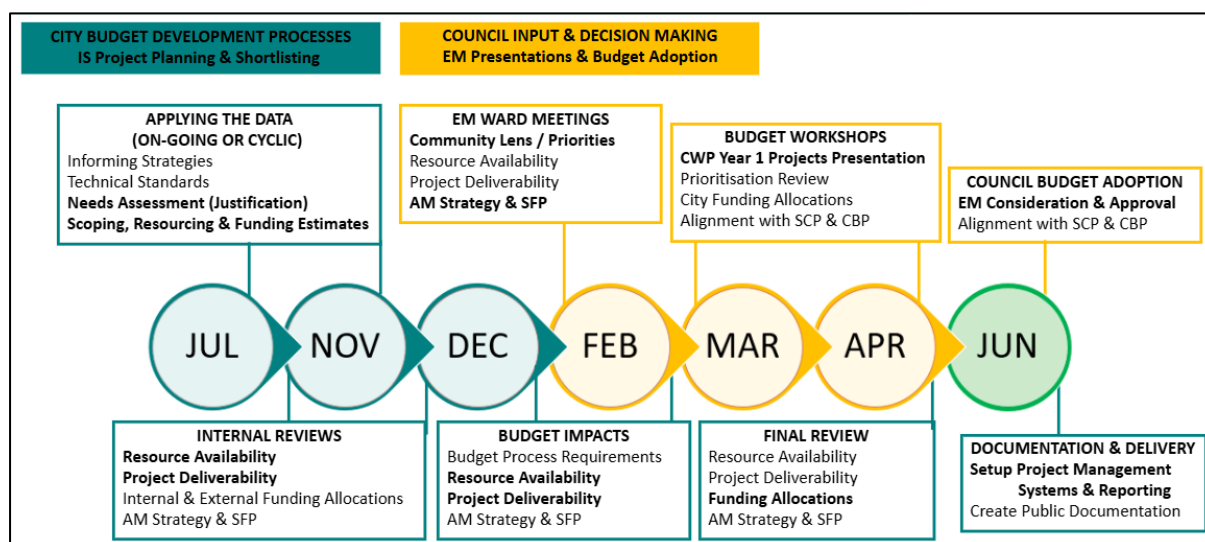 CITY BUDGET DEVELOPMENT PROCESSES
IS Project Planning & Shortlisting
COUNCIL INPUT & DECISION MAKING
EM Presentations & Budget Adoption
APPLYING THE DATA
(ON-GOING OR CYCLIC)
Informing Strategies
Technical Standards
Needs Assessment (Justification)
Scoping, Resourcing & Funding Estimates
EM WARD MEETINGS
Community Lens / Priorities
Resource Availability
Project Deliverability
AM Strategy & SFP
BUDGET WORKSHOPS
CWP Year 1 Projects Presentation
Prioritisation Review
City Funding Allocations
Alignment with SCP & CBP
COUNCIL BUDGET ADOPTION
EM Consideration & Approval
Alignment with SCP & CBP
JUL
NOV
DEC
FEB
MAR
APR
JUN
INTERNAL REVIEWS
Resource Availability
Project Deliverability
Internal & External Funding Allocations
AM Strategy & SFP
BUDGET IMPACTS
Budget Process Requirements
Resource Availability
Project Deliverability
AM Strategy & SFP
FINAL REVIEW
Resource Availability
Project Deliverability
Funding Allocations
AM Strategy & SFP
DOCUMENTATION & DELIVERY
Setup Project Management
Systems & Reporting
Create Public Documentation